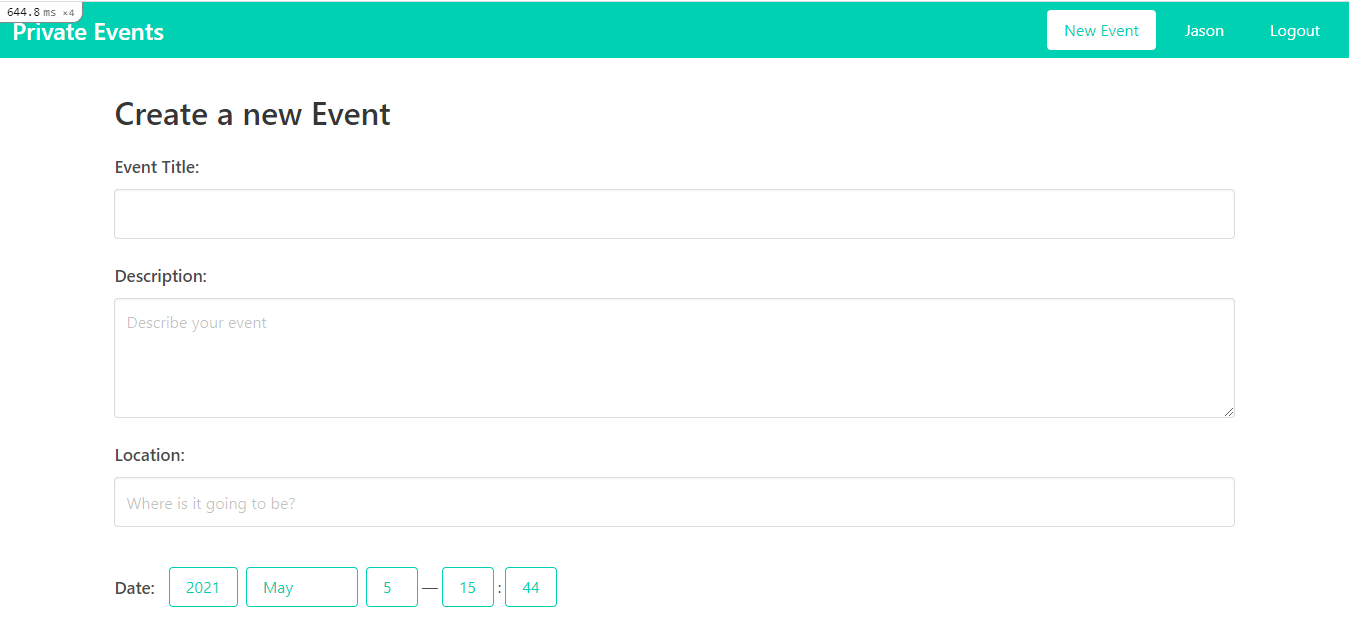 644.8 ms ×4
Private Events New Event Jason Logout
Create a new Event
Event Title:
Description:
Describe your event
Location:
Where is it going to be?
Date: 2021 May 5 — 15 : 44